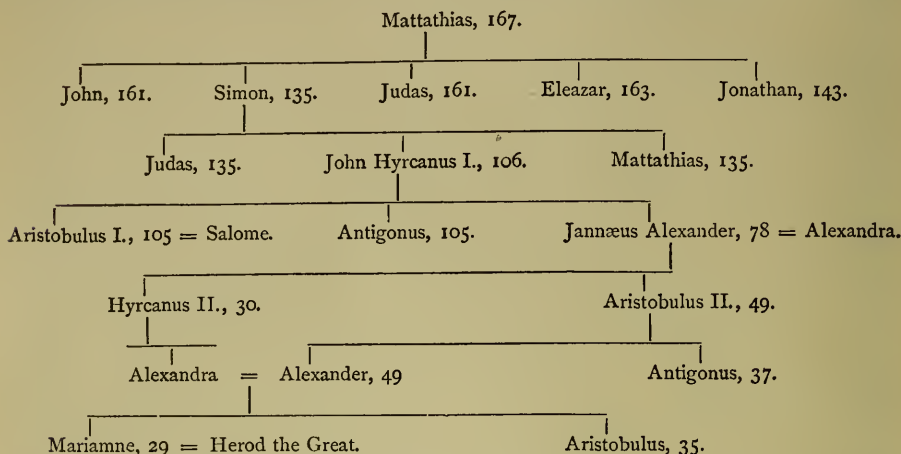 Mattathias, 167.
John, 161. Simon, 135. Judas, 161. Eleazar, 163. Jonathan, 143.
Judas, 135. John Hyrcanus I., 106. Mattathias, 135.
Aristobulus I., 105 = Salome. Antigonus, 105. Jannæus Alexander, 78 = Alexandra.
Hyrcanus II., 30. Aristobulus II., 49.
Alexandra = Alexander, 49 Antigonus, 37.
Mariamne, 29 = Herod the Great. Aristobulus, 35.